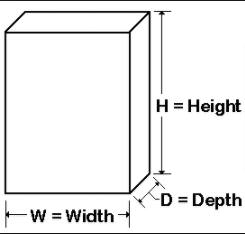 H = Height
D = Depth
W = Width